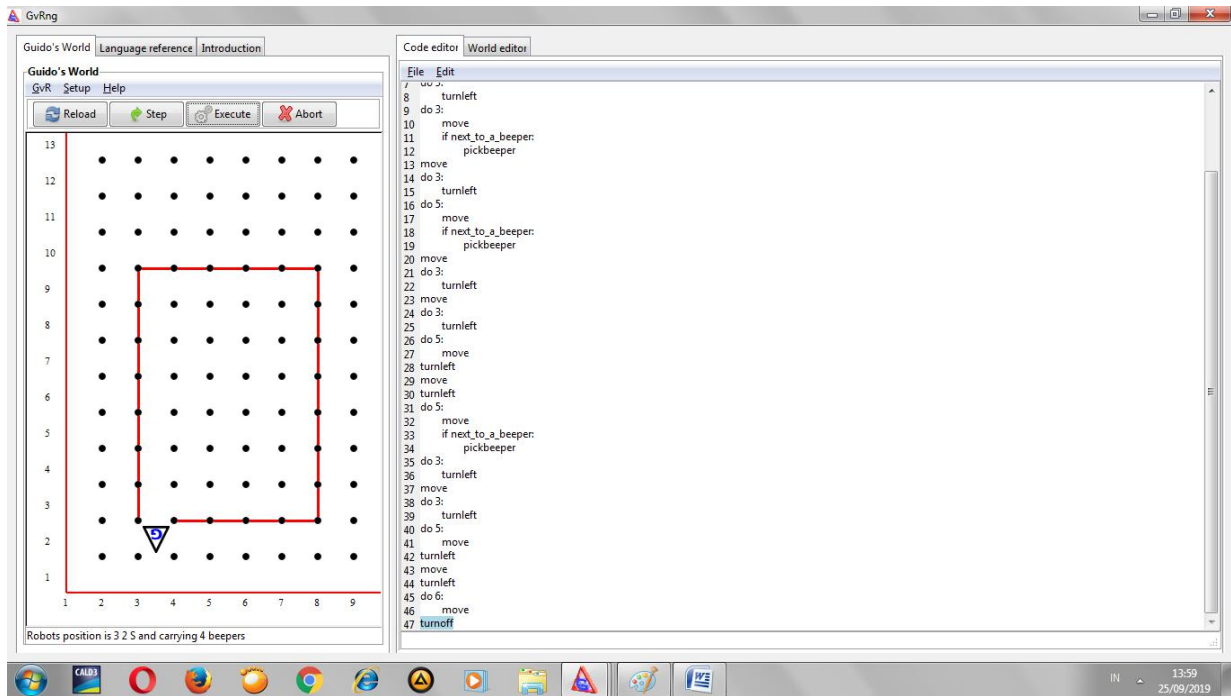 GvRng
Guido's World Language reference Introduction
Guido's World
GvR Setup Help
Reload Step Execute Abort
13
12
11
10
9
8
7
6
5
4
3
2
1
1 2 3 4 5 6 7 8 9
G
Robots position is 3 2 S and carrying 4 beepers
Code editor World editor
File Edit
7 do 5:
8 turnleft
9 do 3:
10 move
11 if next_to_a_beeper:
12 pickbeeper
13 move
14 do 3:
15 turnleft
16 do 5:
17 move
18 if next_to_a_beeper:
19 pickbeeper
20 move
21 do 3:
22 turnleft
23 move
24 do 3:
25 turnleft
26 do 5:
27 move
28 turnleft
29 move
30 turnleft
31 do 5:
32 move
33 if next_to_a_beeper:
34 pickbeeper
35 do 3:
36 turnleft
37 move
38 do 3:
39 turnleft
40 do 5:
41 move
42 turnleft
43 move
44 turnleft
45 do 6:
46 move
47 turnoff
CALD3
IN
13:59
25/09/2019